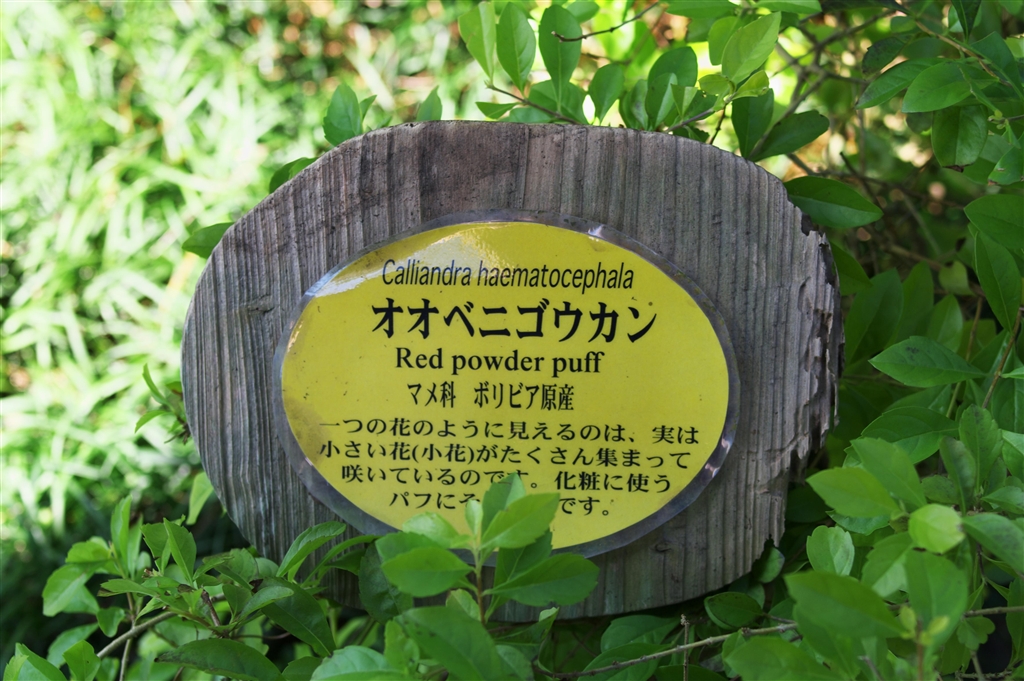 Calliandra haematocephala
オオベニゴウカン
Red powder puff
マメ科 ボリビア原産
一つの花のように見えるのは、実は
小さい花(小花)がたくさん集まって
咲いているのです。化粧に使う
パフにそ です。